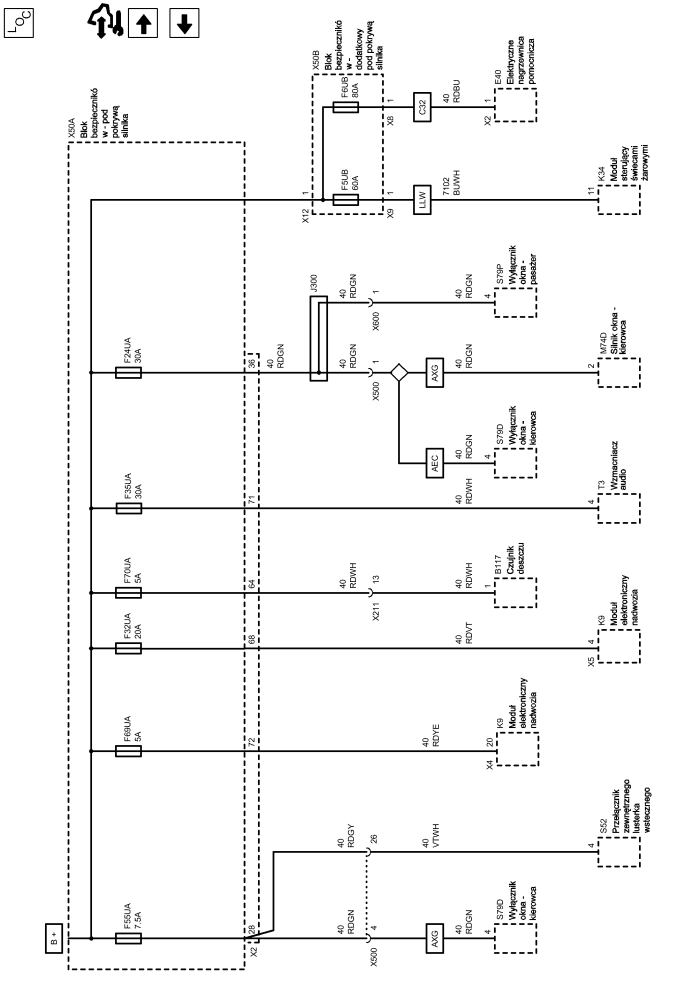 LOC
B +
X50A
Blok
bezpiecznikó
w - pod
pokrywą
silnika
F55UA
7.5A
F69UA
5A
F32UA
20A
F70UA
5A
F35UA
30A
F24UA
30A
X12
1
X50B
Blok
bezpiecznikó
w -
dodatkowy
pod pokrywą
silnika
F5UB
60A
F6UB
80A
X2
28
72
68
64
71
36
40
RDGN
J300
X9
1
X8
1
40
RDGN
X500
4
40
RDGY
26
40
RDWH
X211
13
40
RDGN
X500
1
40
RDGN
X600
1
LLW
C32
AXG
40
VTWH
40
RDYE
AEC
AXG
7102
BUWH
40
RDBU
40
RDGN
40
RDVT
40
RDWH
40
RDWH
40
RDGN
40
RDGN
40
RDGN
4
S79D
Wyłącznik
okna -
kierowca
X4
20
K9
Moduł
elektroniczny
nadwozia
1
B117
Czujnik
deszczu
4
S79D
Wyłącznik
okna -
kierowca
4
S79P
Wyłącznik
okna -
pasażer
X2
1
E40
Elektryczne
nagrzewnica
pomocnicza
4
S52
Przełącznik
zewnętrznego
lusterka
wstecznego
X5
4
K9
Moduł
elektroniczny
nadwozia
4
T3
Wzmacniacz
audio
2
M74D
Silnik okna -
kierowca
11
K34
Moduł
sterujący
świecami
żarowymi